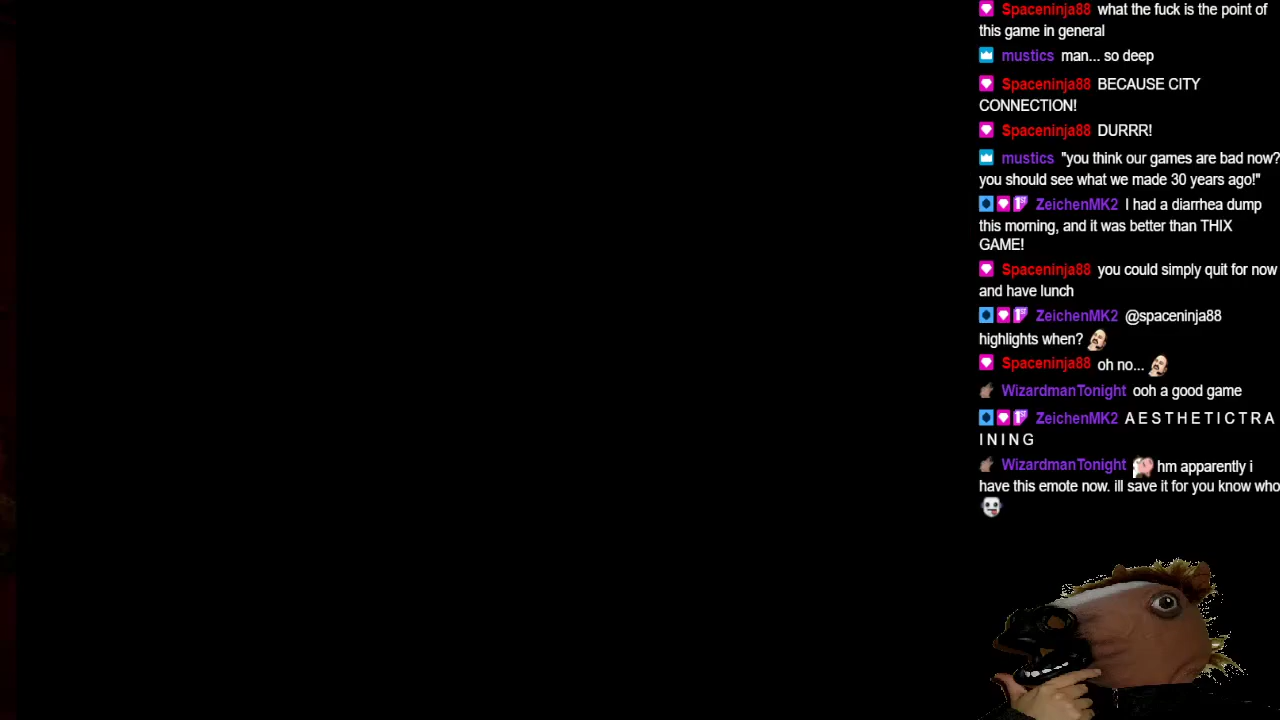 Spaceninja88 what the fuck is the point of
this game in general
mustics man... so deep
Spaceninja88 BECAUSE CITY
CONNECTION!
Spaceninja88 DURRR!
mustics "you think our games are bad now?
you should see what we made 30 years ago!"
1st ZeichenMK2 I had a diarrhea dump
this morning, and it was better than THIX
GAME!
Spaceninja88 you could simply quit for now
and have lunch
1st ZeichenMK2 @spaceninja88
highlights when?
Spaceninja88 oh no...
WizardmanTonight ooh a good game
1st ZeichenMK2 A E S T H E T I C T R A
I N I N G
WizardmanTonight hm apparently i
have this emote now. ill save it for you know who